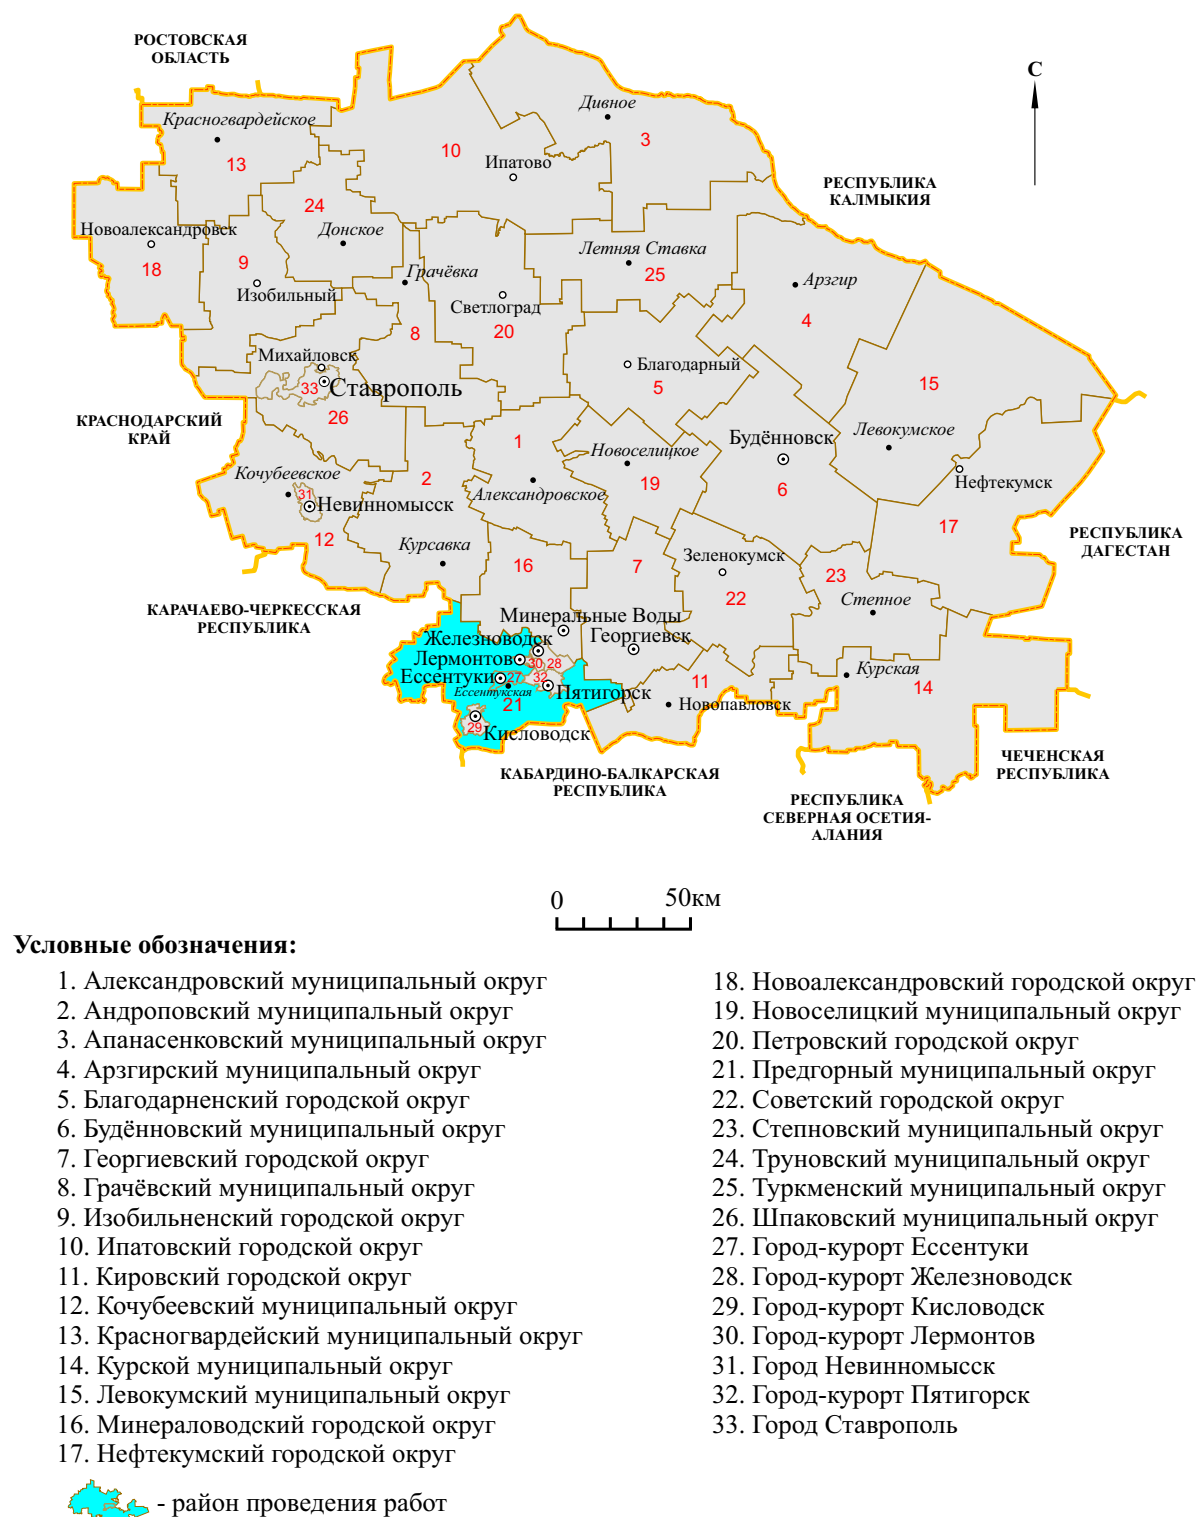 РОСТОВСКАЯ
ОБЛАСТЬ
С
Дивное
Красногвардейское
3
10
13
Ипатово
РЕСПУБЛИКА
КАЛМЫКИЯ
24
Новоалександровск
Донское
Летняя Ставка
9
18
Грачёвка
25
Арзгир
Изобильный
Светлоград
4
8
20
Михайловск
Благодарный
33
Ставрополь
5
15
КРАСНОДАРСКИЙ
КРАЙ
26
1
Будённовск
Левокумское
Новоселицкое
Кочубеевское
2
19
31
Невинномысск
Александровское
6
Нефтекумск
17
РЕСПУБЛИКА
ДАГЕСТАН
12
Курсавка
16
7
Зеленокумск
23
22
Степное
КАРАЧАЕВО-ЧЕРКЕССКАЯ
РЕСПУБЛИКА
Минеральные Воды
Георгиевск
Железноводск
Лермонтов
30
28
Ессентуки
27
32
Ессентукская
Пятигорск
21
11
Курская
14
Новопавловск
29
Кисловодск
КАБАРДИНО-БАЛКАРСКАЯ
РЕСПУБЛИКА
ЧЕЧЕНСКАЯ
РЕСПУБЛИКА
РЕСПУБЛИКА
СЕВЕРНАЯ ОСЕТИЯ-
АЛАНИЯ
0 50км
Условные обозначения:
1. Александровский муниципальный округ
2. Андроповский муниципальный округ
3. Апанасенковский муниципальный округ
4. Арзгирский муниципальный округ
5. Благодарненский городской округ
6. Будённовский муниципальный округ
7. Георгиевский городской округ
8. Грачёвский муниципальный округ
9. Изобильненский городской округ
10. Ипатовский городской округ
11. Кировский городской округ
12. Кочубеевский муниципальный округ
13. Красногвардейский муниципальный округ
14. Курской муниципальный округ
15. Левокумский муниципальный округ
16. Минераловодский городской округ
17. Нефтекумский городской округ
18. Новоалександровский городской округ
19. Новоселицкий муниципальный округ
20. Петровский городской округ
21. Предгорный муниципальный округ
22. Советский городской округ
23. Степновский муниципальный округ
24. Труновский муниципальный округ
25. Туркменский муниципальный округ
26. Шпаковский муниципальный округ
27. Город-курорт Ессентуки
28. Город-курорт Железноводск
29. Город-курорт Кисловодск
30. Город-курорт Лермонтов
31. Город Невинномысск
32. Город-курорт Пятигорск
33. Город Ставрополь
- район проведения работ